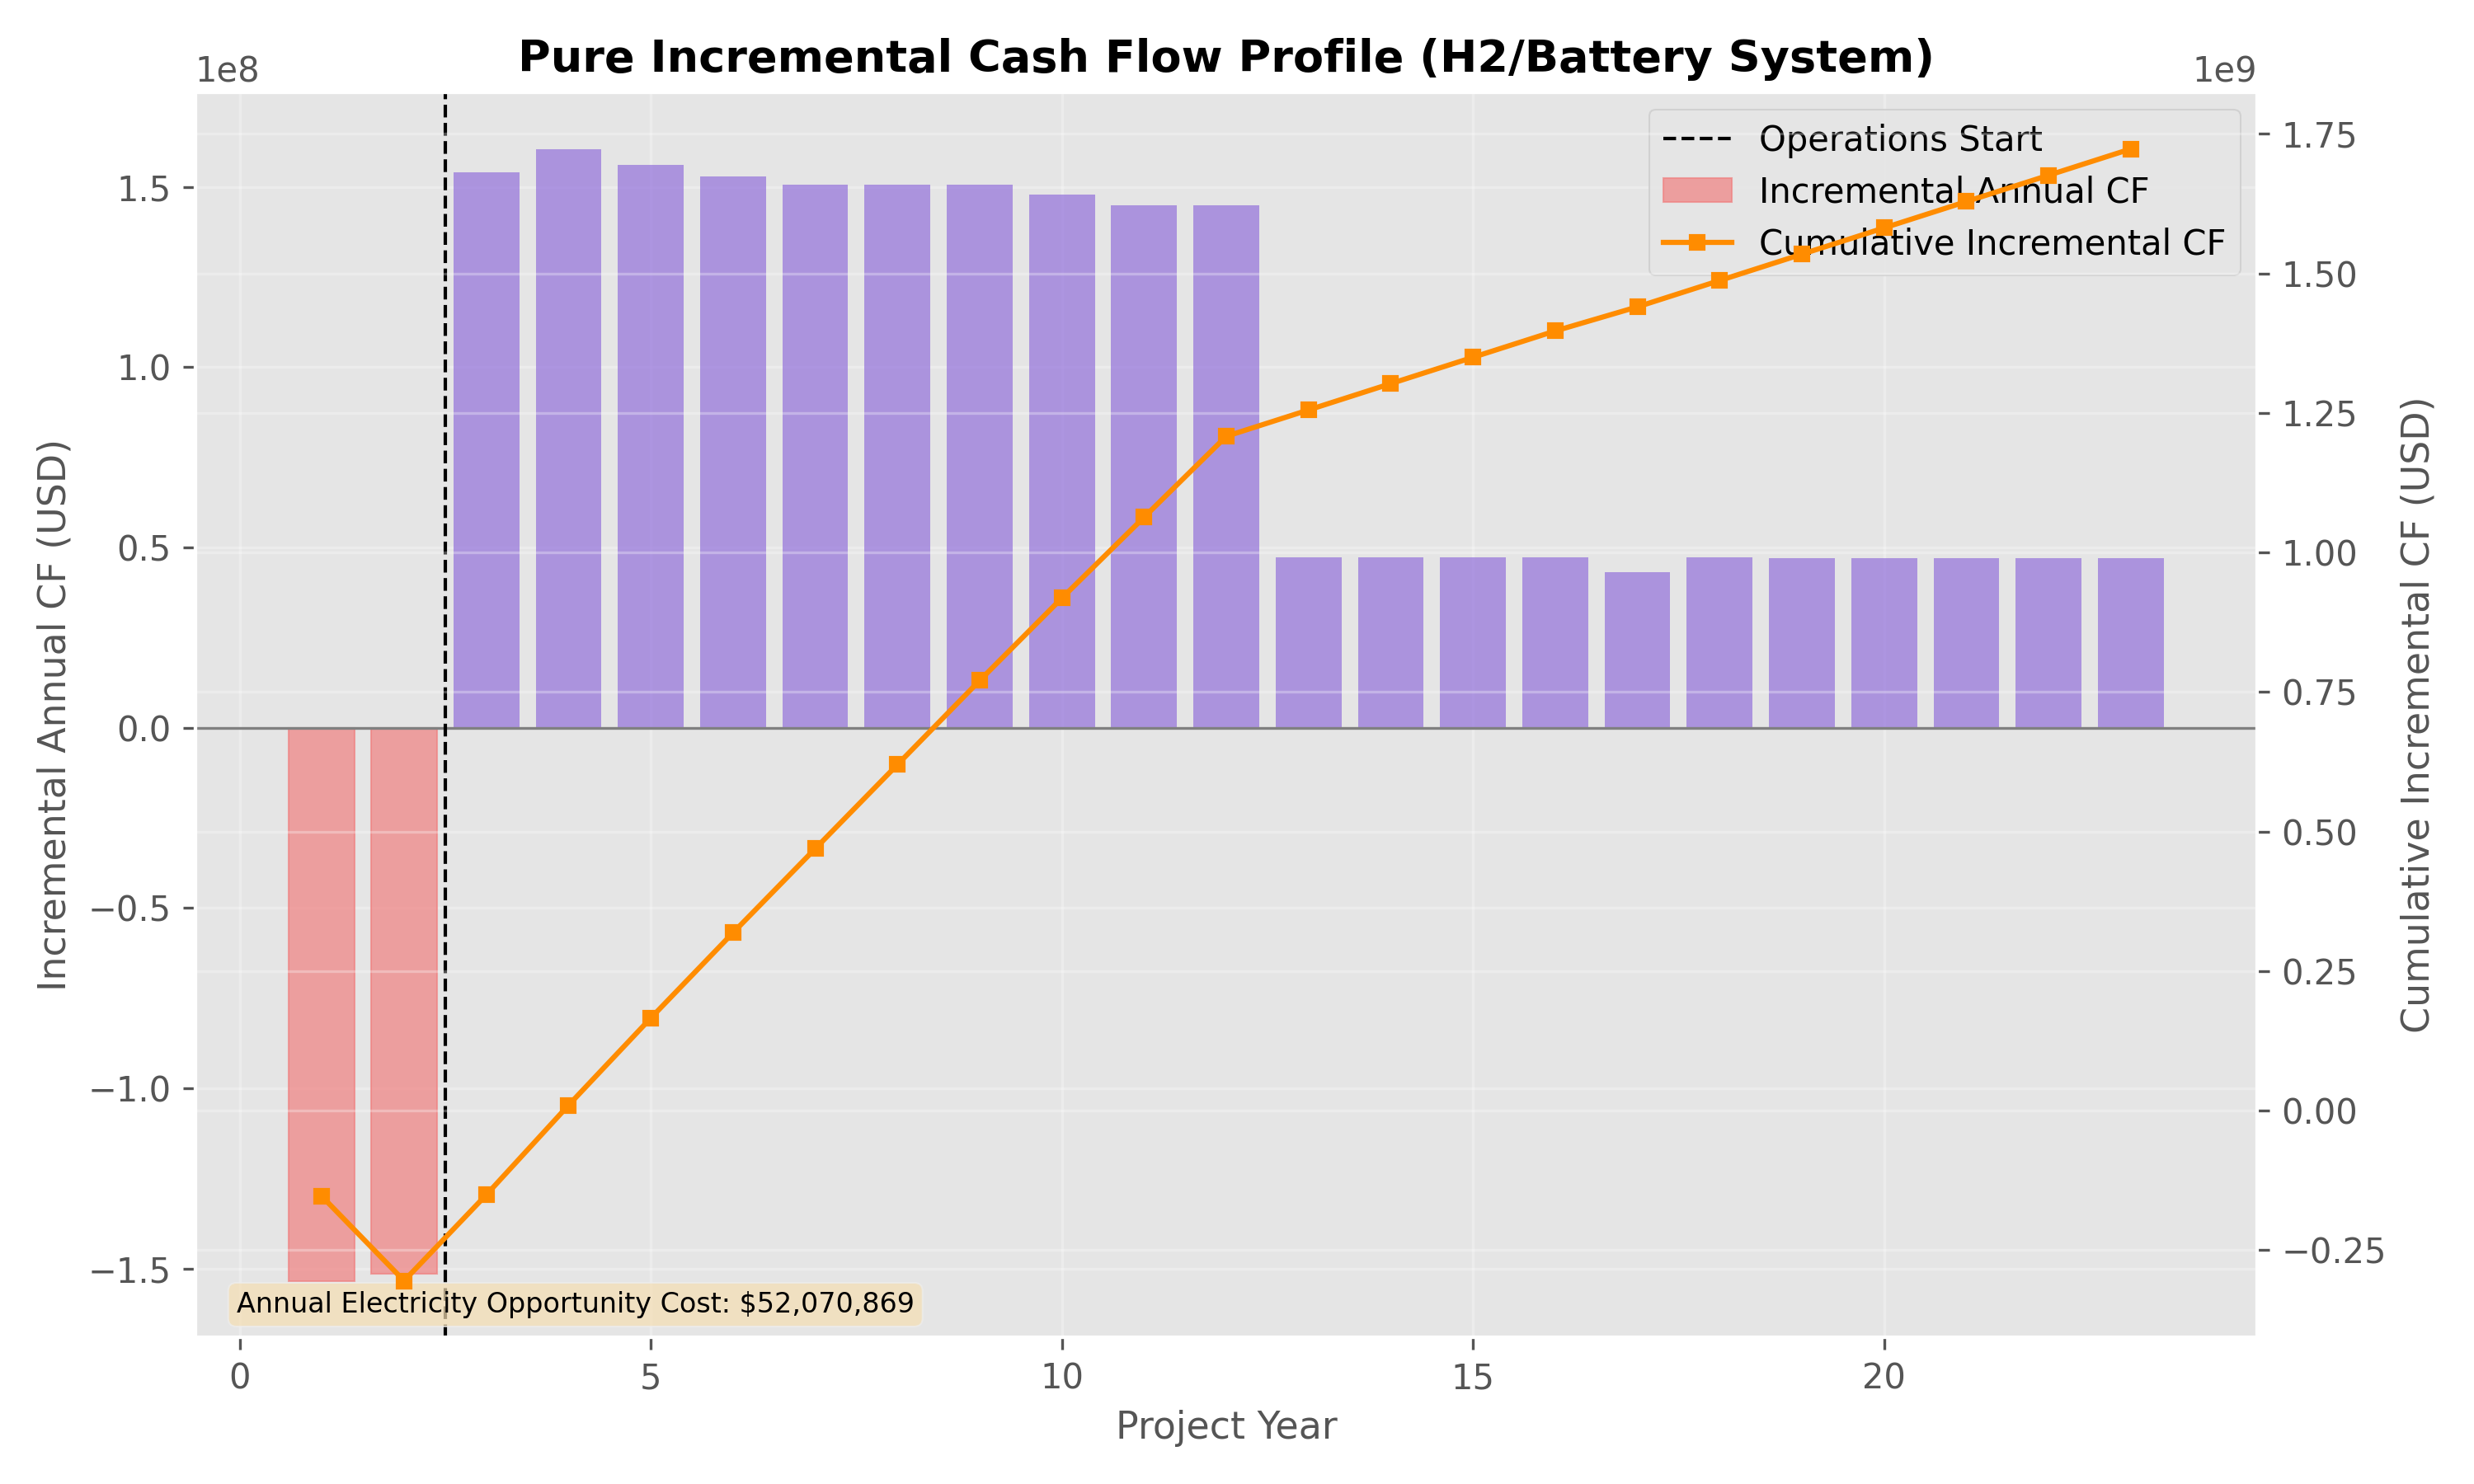 Pure Incremental Cash Flow Profile (H2/Battery System)
1e8
1e9
Operations Start
Incremental Annual CF
Cumulative Incremental CF
1.5
1.0
0.5
0.0
−0.5
−1.0
−1.5
Incremental Annual CF (USD)
1.75
1.50
1.25
1.00
0.75
0.50
0.25
0.00
−0.25
Cumulative Incremental CF (USD)
Annual Electricity Opportunity Cost: $52,070,869
0
5
10
15
20
Project Year